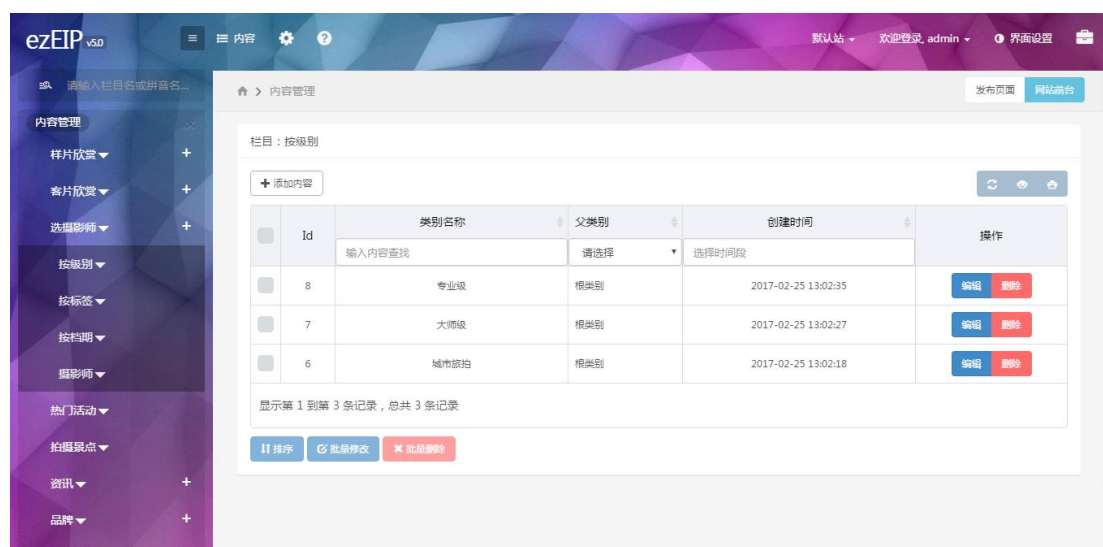 ezEIP v5.0
内容
默认站
欢迎登录, admin
界面设置
请输入栏目名或拼音名...
内容管理
样片欣赏
客片欣赏
选摄影师
按级别
按标签
按档期
摄影师
热门活动
拍摄景点
资讯
品牌
内容管理
发布页面 网站前台
栏目：按级别
添加内容
Id 类别名称 父类别 创建时间 操作
输入内容查找 请选择 选择时间段
8 专业级 根类别 2017-02-25 13:02:35 编辑 删除
7 大师级 根类别 2017-02-25 13:02:27 编辑 删除
6 城市旅拍 根类别 2017-02-25 13:02:18 编辑 删除
显示第 1 到第 3 条记录，总共 3 条记录
排序 批量修改 批量删除